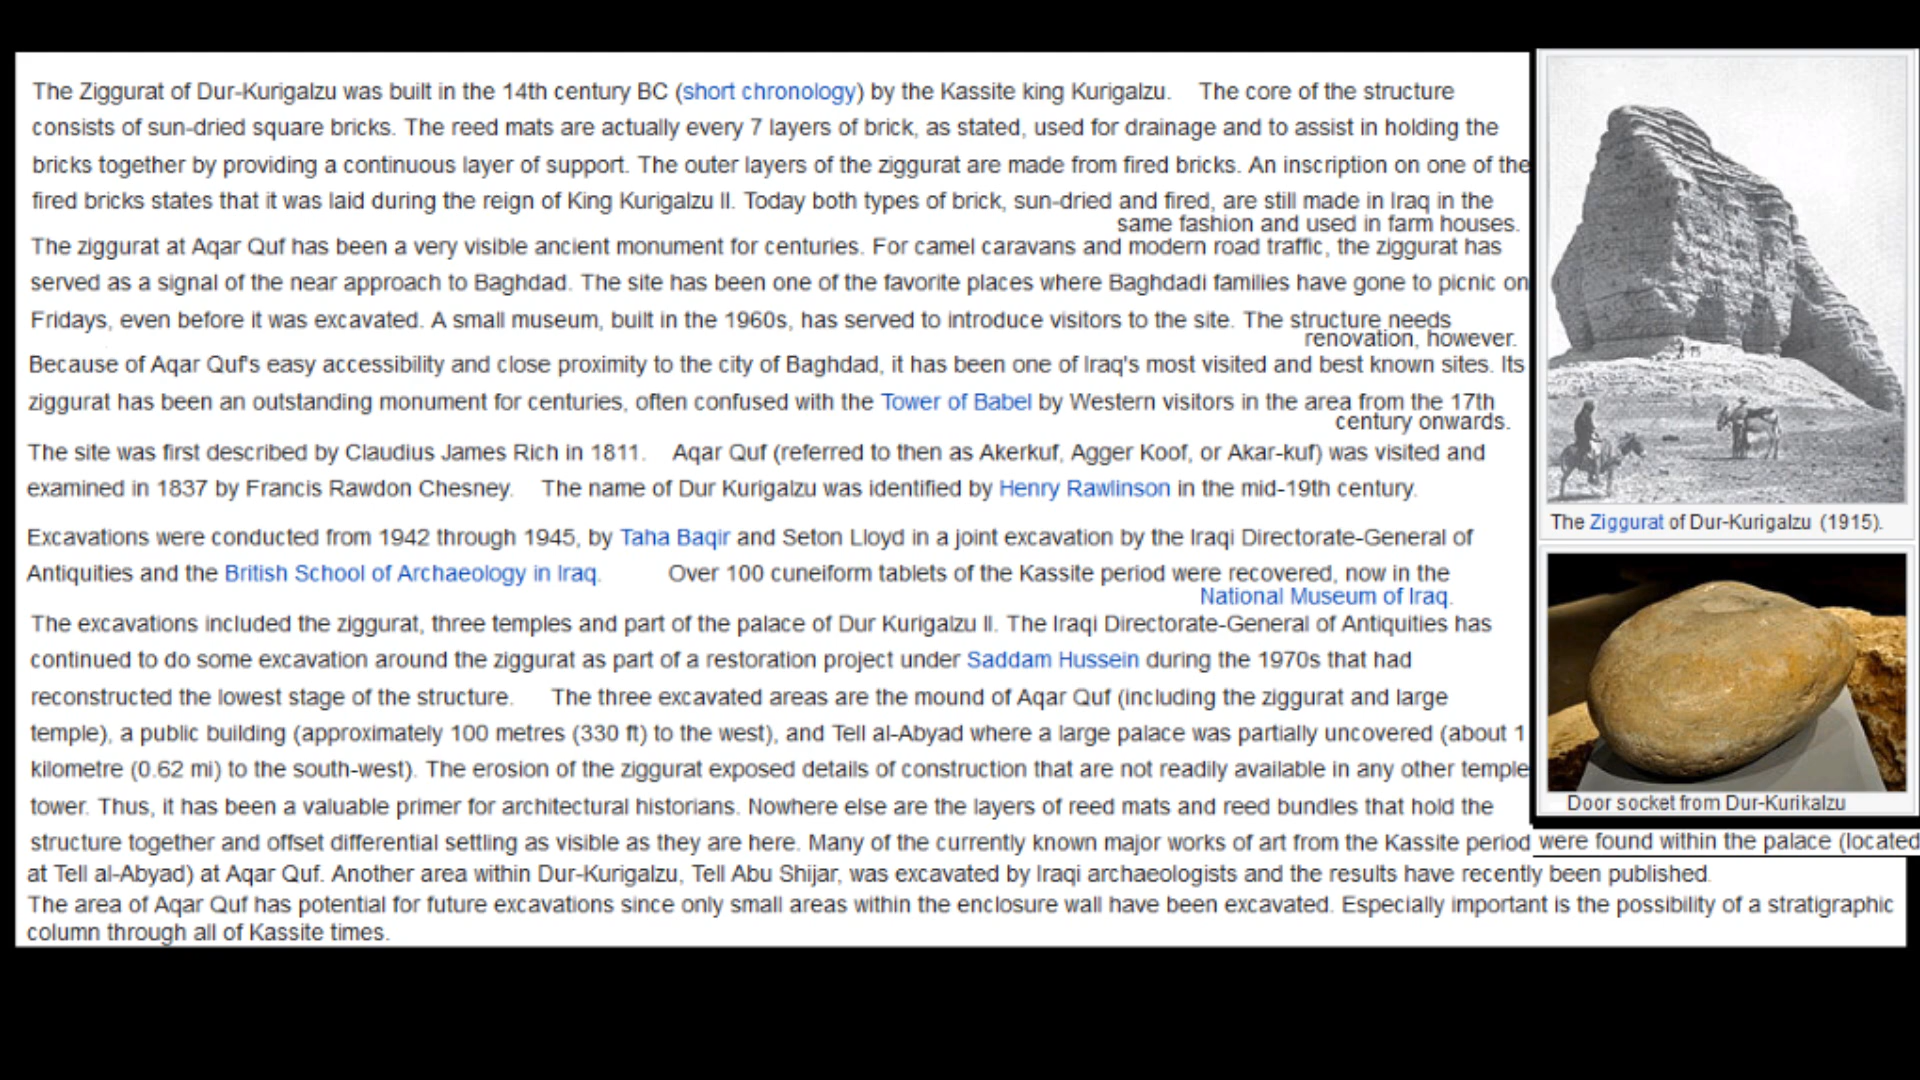 The Ziggurat of Dur-Kurigalzu was built in the 14th century BC (short chronology) by the Kassite king Kurigalzu. The core of the structure
consists of sun-dried square bricks. The reed mats are actually every 7 layers of brick, as stated, used for drainage and to assist in holding the
bricks together by providing a continuous layer of support. The outer layers of the ziggurat are made from fired bricks. An inscription on one of the
fired bricks states that it was laid during the reign of King Kurigalzu II. Today both types of brick, sun-dried and fired, are still made in Iraq in the
same fashion and used in farm houses.
The ziggurat at Aqar Quf has been a very visible ancient monument for centuries. For camel caravans and modern road traffic, the ziggurat has
served as a signal of the near approach to Baghdad. The site has been one of the favorite places where Baghdadi families have gone to picnic on
Fridays, even before it was excavated. A small museum, built in the 1960s, has served to introduce visitors to the site. The structure needs
renovation, however.
Because of Aqar Quf's easy accessibility and close proximity to the city of Baghdad, it has been one of Iraq's most visited and best known sites. Its
ziggurat has been an outstanding monument for centuries, often confused with the Tower of Babel by Western visitors in the area from the 17th
century onwards.
The site was first described by Claudius James Rich in 1811. Aqar Quf (referred to then as Akerkuf, Agger Koof, or Akar-kuf) was visited and
examined in 1837 by Francis Rawdon Chesney. The name of Dur Kurigalzu was identified by Henry Rawlinson in the mid-19th century.
Excavations were conducted from 1942 through 1945, by Taha Baqir and Seton Lloyd in a joint excavation by the Iraqi Directorate-General of
Antiquities and the British School of Archaeology in Iraq. Over 100 cuneiform tablets of the Kassite period were recovered, now in the
National Museum of Iraq.
The excavations included the ziggurat, three temples and part of the palace of Dur Kurigalzu II. The Iraqi Directorate-General of Antiquities has
continued to do some excavation around the ziggurat as part of a restoration project under Saddam Hussein during the 1970s that had
reconstructed the lowest stage of the structure. The three excavated areas are the mound of Aqar Quf (including the ziggurat and large
temple), a public building (approximately 100 metres (330 ft) to the west), and Tell al-Abyad where a large palace was partially uncovered (about 1
kilometre (0.62 mi) to the south-west). The erosion of the ziggurat exposed details of construction that are not readily available in any other temple
tower. Thus, it has been a valuable primer for architectural historians. Nowhere else are the layers of reed mats and reed bundles that hold the
structure together and offset differential settling as visible as they are here. Many of the currently known major works of art from the Kassite period were found within the palace (located
at Tell al-Abyad) at Aqar Quf. Another area within Dur-Kurigalzu, Tell Abu Shijar, was excavated by Iraqi archaeologists and the results have recently been published.
The area of Aqar Quf has potential for future excavations since only small areas within the enclosure wall have been excavated. Especially important is the possibility of a stratigraphic
column through all of Kassite times.
The Ziggurat of Dur-Kurigalzu (1915).
Door socket from Dur-Kurikalzu